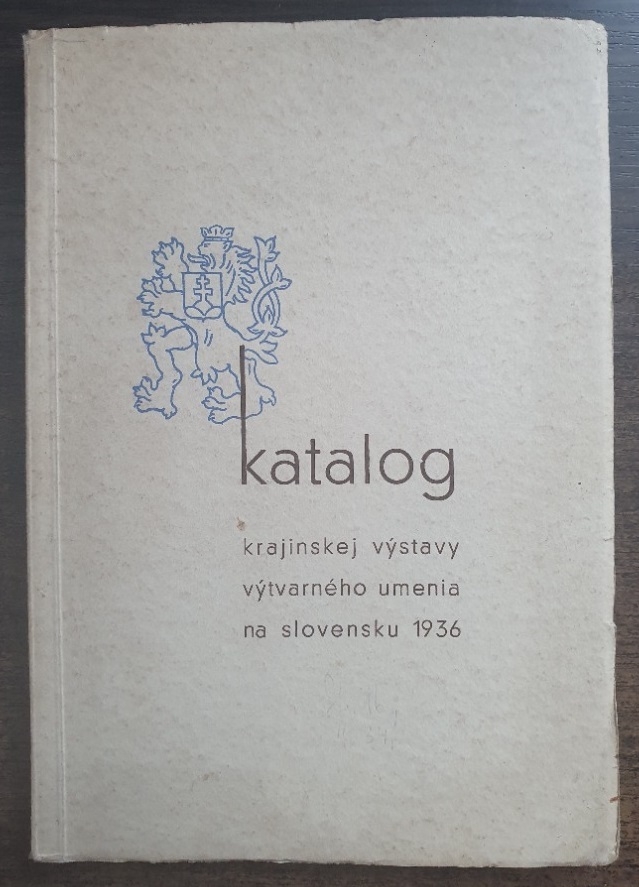 katalog
krajinskej výstavy
výtvarného umenia
na slovensku 1936